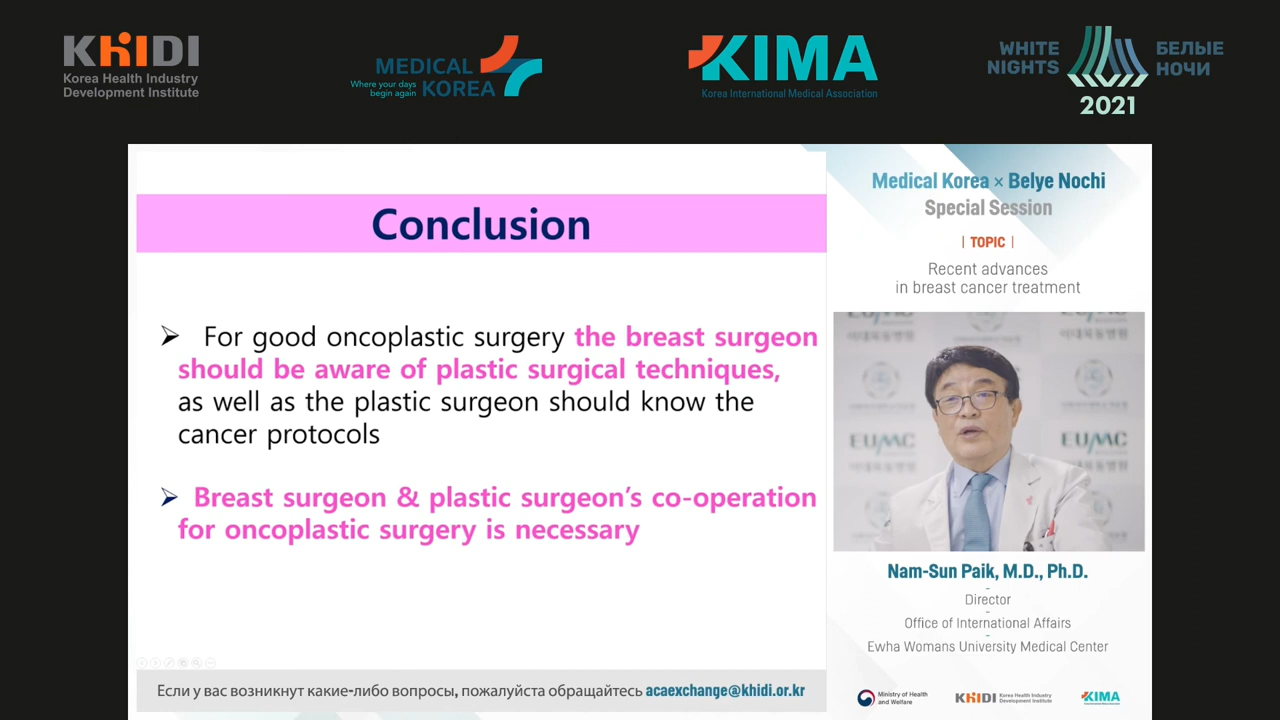 KHIDI
Korea Health Industry
Development Institute
MEDICAL
KOREA
Where your days
begin again
KIMA
Korea International Medical Association
WHITE
NIGHTS
БЕЛЫЕ
НОЧИ
2021
Conclusion
➢ For good oncoplastic surgery the breast surgeon
should be aware of plastic surgical techniques,
as well as the plastic surgeon should know the
cancer protocols
➢ Breast surgeon & plastic surgeon’s co-operation
for oncoplastic surgery is necessary
Если у вас возникнут какие-либо вопросы, пожалуйста обращайтесь acaexchange@khidi.or.kr
Medical Korea × Belye Nochi
Special Session
| TOPIC |
Recent advances
in breast cancer treatment
EUMC
EUMC
Nam-Sun Paik, M.D., Ph.D.
Director
Office of International Affairs
Ewha Womans University Medical Center
Ministry of Health
and Welfare
KHIDI
Korea Health Industry
Development Institute
KIMA